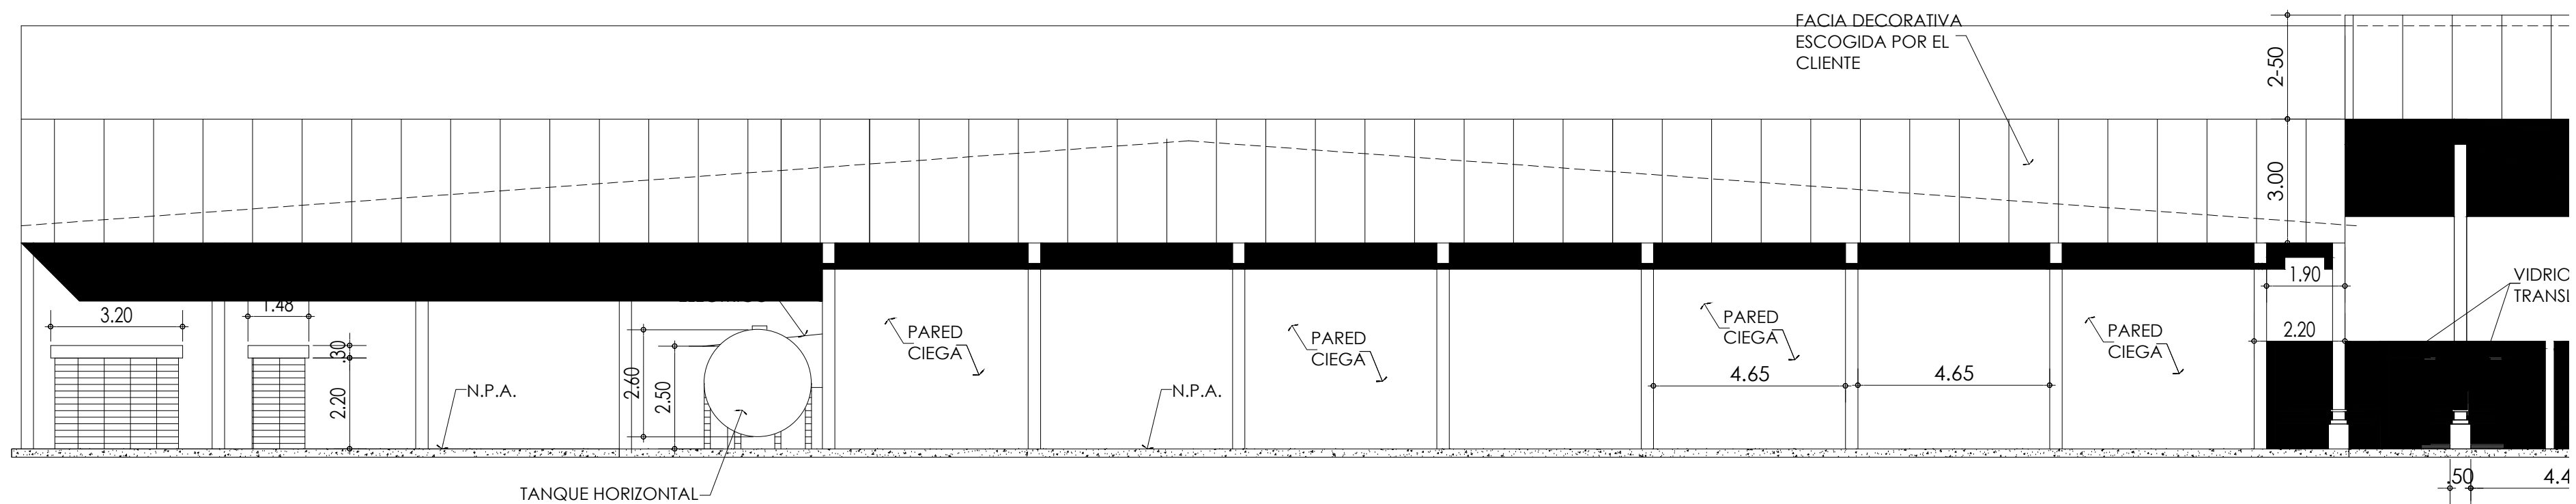 FACIA DECORATIVA
ESCOGIDA POR EL
CLIENTE
2-50
3.00
1.90
2.20
3.20
1.48
.30
2.20
2.60
2.50
N.P.A.
PARED
CIEGA
N.P.A.
PARED
CIEGA
PARED
CIEGA
4.65
4.65
PARED
CIEGA
VIDRIO
TRANSL
TANQUE HORIZONTAL
.50
4.4